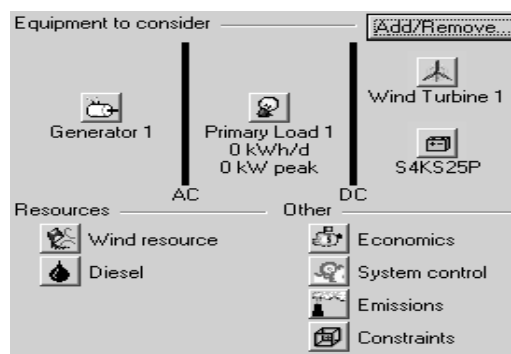 Equipment to consider
Add/Remove...
Generator 1
Primary Load 1
0 kWh/d
0 kW peak
Wind Turbine 1
S4KS25P
AC
DC
Resources
Other
Wind resource
Diesel
Economics
System control
Emissions
Constraints